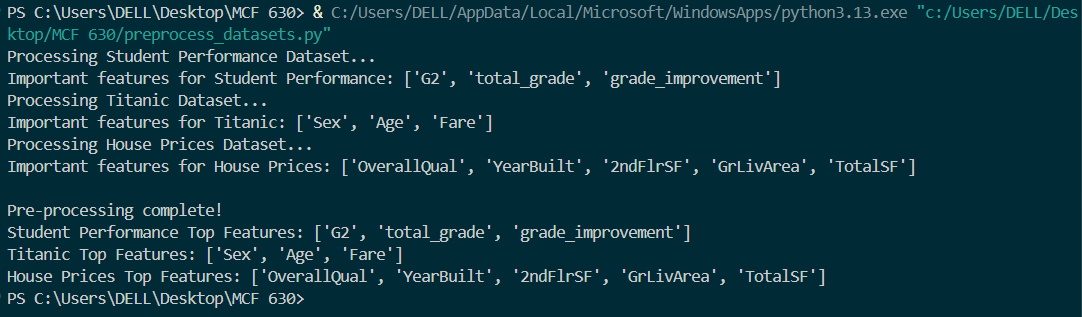 PS C:\Users\DELL\Desktop\MCF 630> & C:/Users/DELL/AppData/Local/Microsoft/WindowsApps/python3.13.exe "c:/Users/DELL/Des
ktop/MCF 630/preprocess_datasets.py"
Processing Student Performance Dataset...
Important features for Student Performance: ['G2', 'total_grade', 'grade_improvement']
Processing Titanic Dataset...
Important features for Titanic: ['Sex', 'Age', 'Fare']
Processing House Prices Dataset...
Important features for House Prices: ['OverallQual', 'YearBuilt', '2ndFlrSF', 'GrLivArea', 'TotalSF']
Pre-processing complete!
Student Performance Top Features: ['G2', 'total_grade', 'grade_improvement']
Titanic Top Features: ['Sex', 'Age', 'Fare']
House Prices Top Features: ['OverallQual', 'YearBuilt', '2ndFlrSF', 'GrLivArea', 'TotalSF']
PS C:\Users\DELL\Desktop\MCF 630>